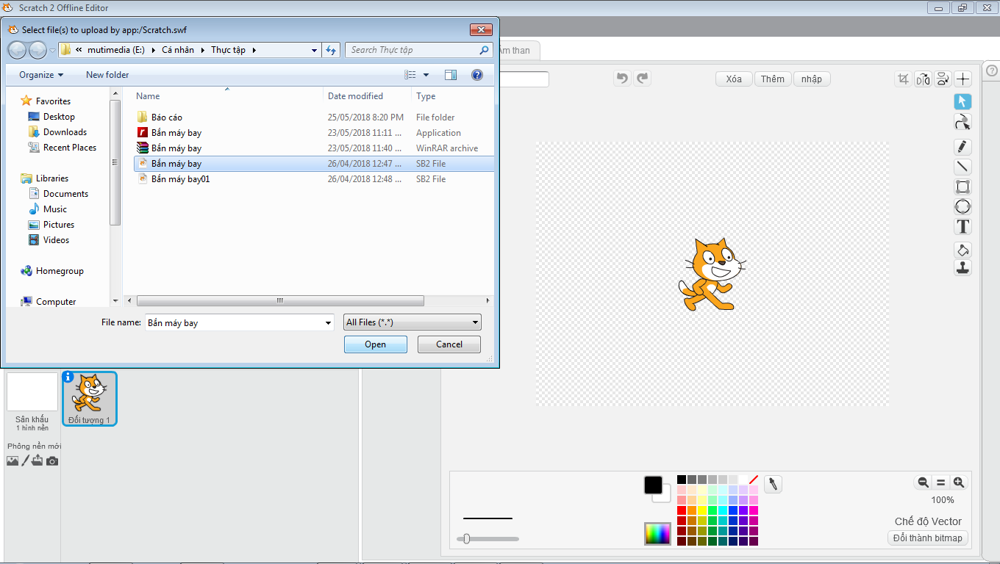 Scratch 2 Offline Editor
Select file(s) to upload by app:/Scratch.swf
« mutimedia (E:) Cá nhân Thực tập
Search Thực tập
Organize New folder
Favorites
Desktop
Downloads
Recent Places
Libraries
Documents
Music
Pictures
Videos
Homegroup
Computer
Name Date modified Type
Báo cáo 25/05/2018 8:20 PM File folder
Bắn máy bay 23/05/2018 11:11 ... Application
Bắn máy bay 23/05/2018 11:40 ... WinRAR archive
Bắn máy bay 26/04/2018 12:47 ... SB2 File
Bắn máy bay01 26/04/2018 12:48 ... SB2 File
File name: Bắn máy bay All Files (*.*)
Open Cancel
Âm than
Xóa Thêm nhập
T
Sân khấu
1 hình nền
Phông nền mới
Đối tượng 1
100%
Chế độ Vector
Đổi thành bitmap